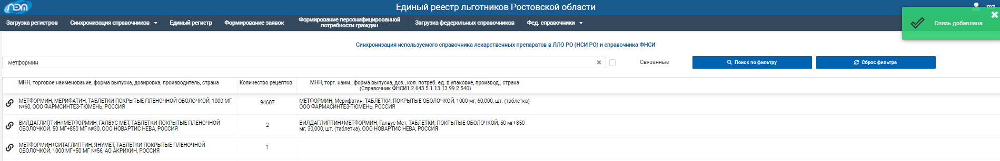 ЛЭМ
Единый реестр льготников Ростовской области
mz
Загрузка регистров
Синхронизация справочников
Единый регистр
Формирование заявок
Формирование персонифицированной
потребности граждан
Загрузка федеральных справочников
Фед. справочники
Связь добавлена
Синхронизация используемого справочника лекарственных препаратов в ЛЛО РО (НСИ РО) и справочника ФНСИ
метформин
Связанные
Поиск по фильтру
Сброс фильтра
МНН, торговое наименование, форма выпуска, дозировка, производитель, страна
Количество рецептов
МНН, торг. наим., форма выпуска, доз., кол. потреб. ед. в упаковке, производ., страна
(Справочник ФНСИ1.2.643.5.1.13.13.99.2.540)
МЕТФОРМИН, МЕРИФАТИН, ТАБЛЕТКИ ПОКРЫТЫЕ ПЛЕНОЧНОЙ ОБОЛОЧКОЙ, 1000 МГ
№60, ООО ФАРМСИНТЕЗ-ТЮМЕНЬ, РОССИЯ
94607
МЕТФОРМИН, Мерифатин, ТАБЛЕТКИ, ПОКРЫТЫЕ ОБОЛОЧКОЙ, 1000 мг, 60,000, шт. (таблетка),
ООО ФАРМАСИНТЕЗ-ТЮМЕНЬ, РОССИЯ
ВИЛДАГЛИПТИН+МЕТФОРМИН, ГАЛВУС МЕТ, ТАБЛЕТКИ ПОКРЫТЫЕ ПЛЕНОЧНОЙ
ОБОЛОЧКОЙ, 50 МГ+850 МГ №30, ООО НОВАРТИС НЕВА, РОССИЯ
2
ВИЛДАГЛИПТИН+МЕТФОРМИН, Галвус Мет, ТАБЛЕТКИ, ПОКРЫТЫЕ ОБОЛОЧКОЙ, 50 мг+850
мг, 30,000, шт. (таблетка), ООО НОВАРТИС НЕВА, РОССИЯ
МЕТФОРМИН+СИТАГЛИПТИН, ЯНУМЕТ, ТАБЛЕТКИ ПОКРЫТЫЕ ПЛЕНОЧНОЙ
ОБОЛОЧКОЙ, 1000 МГ+50 МГ №56, АО АКРИХИН, РОССИЯ
1